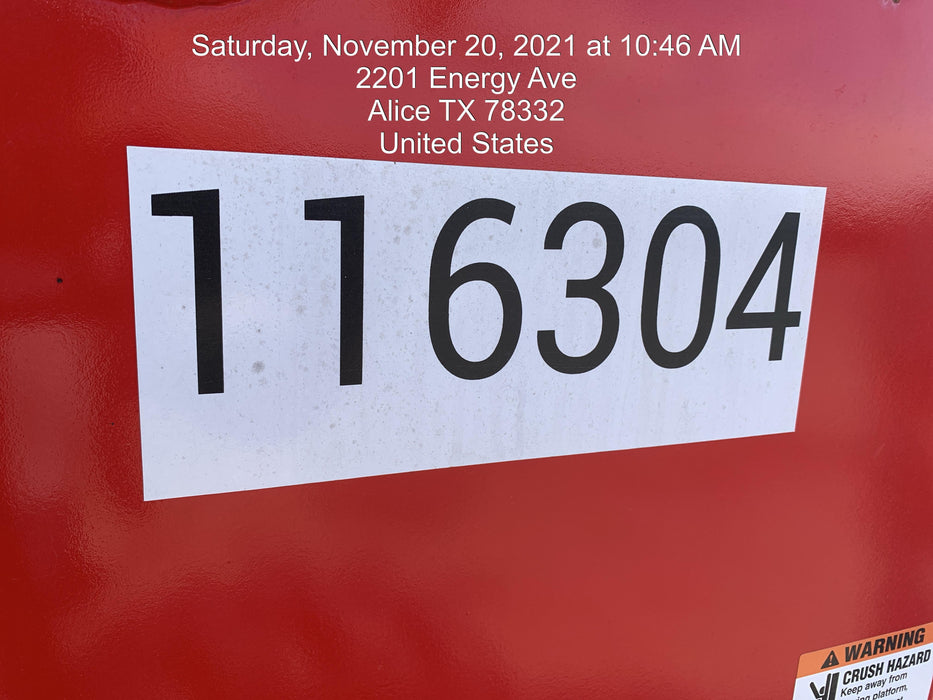 Saturday, November 20, 2021 at 10:46 AM
2201 Energy Ave
Alice TX 78332
United States
116304
WARNING
CRUSH HAZARD
Keep away from
platform.